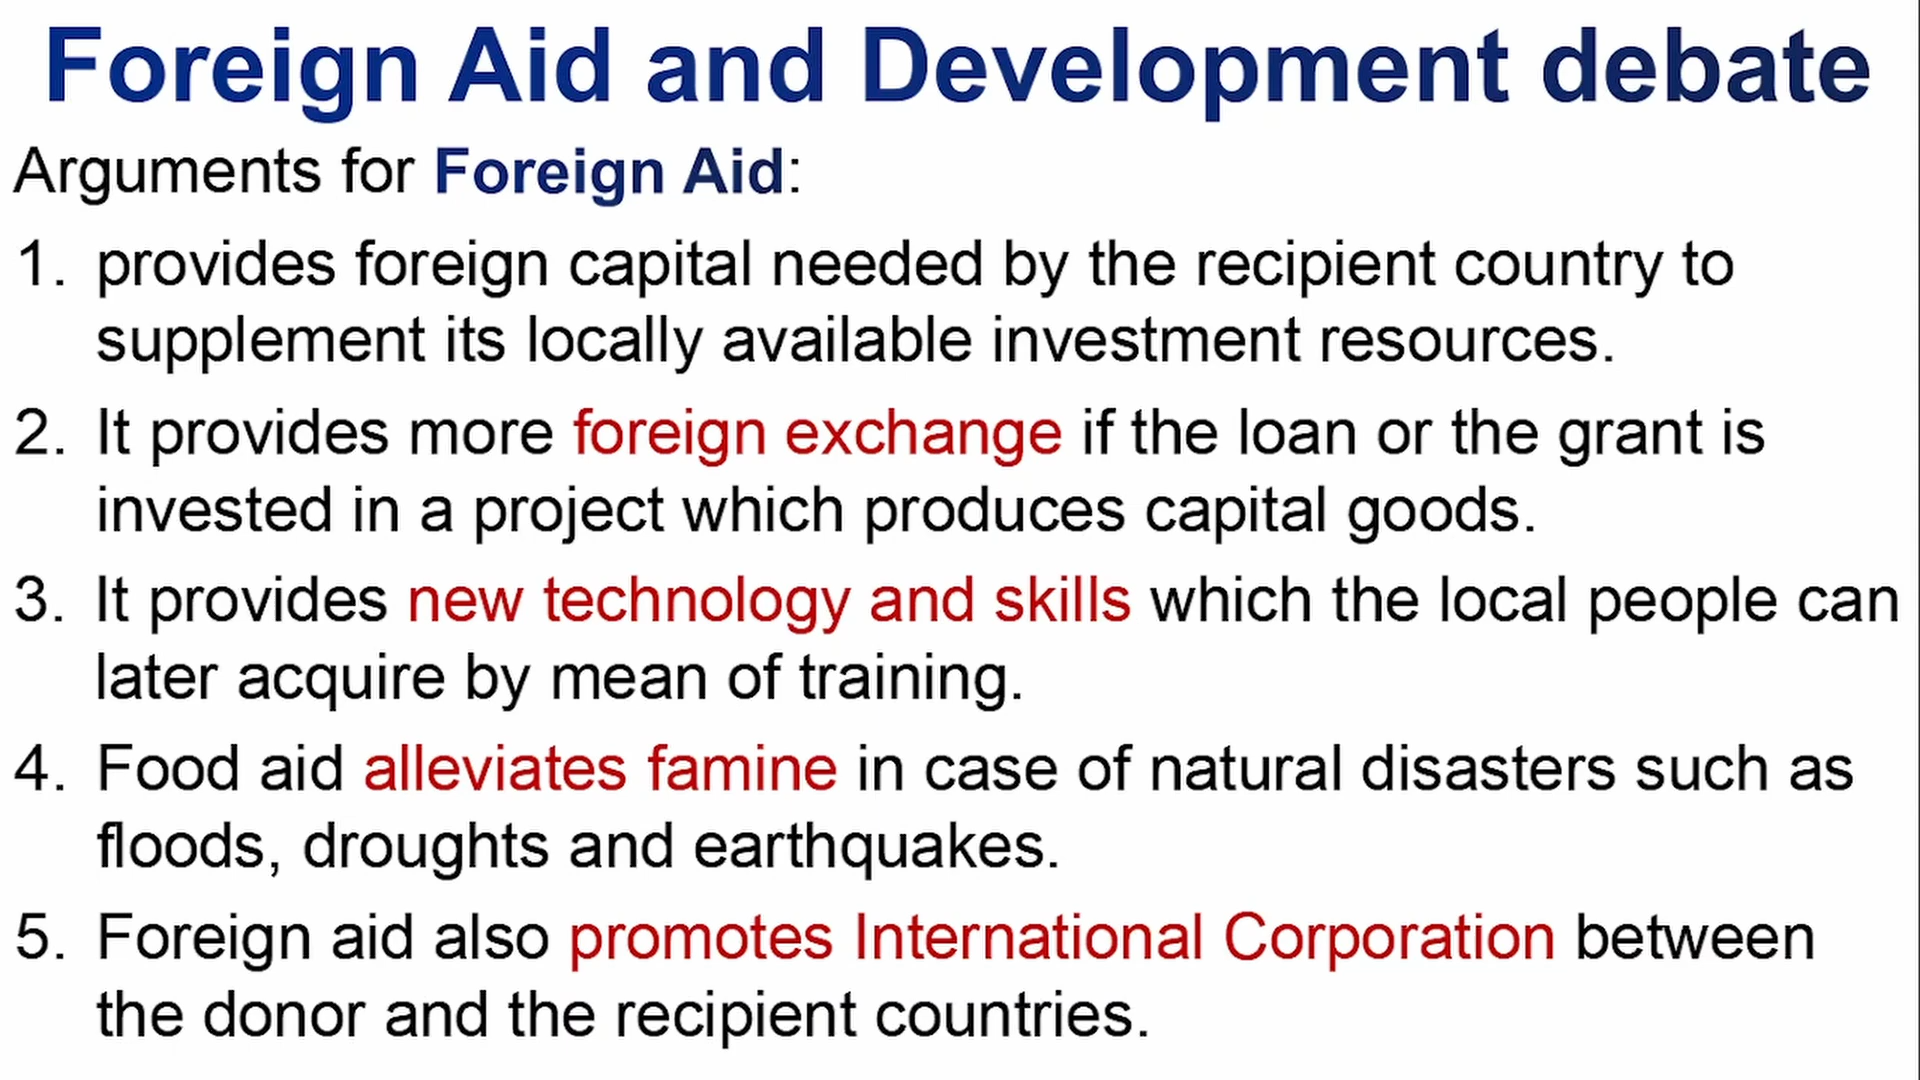 Foreign Aid and Development debate
Arguments for Foreign Aid:
1. provides foreign capital needed by the recipient country to
supplement its locally available investment resources.
2. It provides more foreign exchange if the loan or the grant is
invested in a project which produces capital goods.
3. It provides new technology and skills which the local people can
later acquire by mean of training.
4. Food aid alleviates famine in case of natural disasters such as
floods, droughts and earthquakes.
5. Foreign aid also promotes International Corporation between
the donor and the recipient countries.